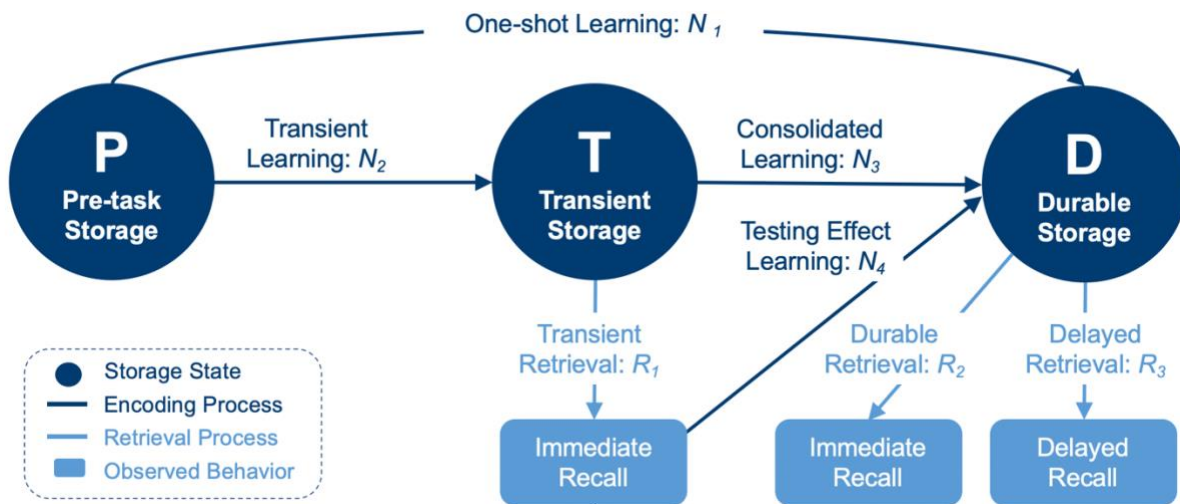 One-shot Learning: N₁
P
Pre-task
Storage
Transient
Learning: N₂
T
Transient
Storage
Consolidated
Learning: N₃
D
Durable
Storage
Testing Effect
Learning: N₄
Transient
Retrieval: R₁
Durable
Retrieval: R₂
Delayed
Retrieval: R₃
Storage State
Encoding Process
Retrieval Process
Observed Behavior
Immediate
Recall
Immediate
Recall
Delayed
Recall